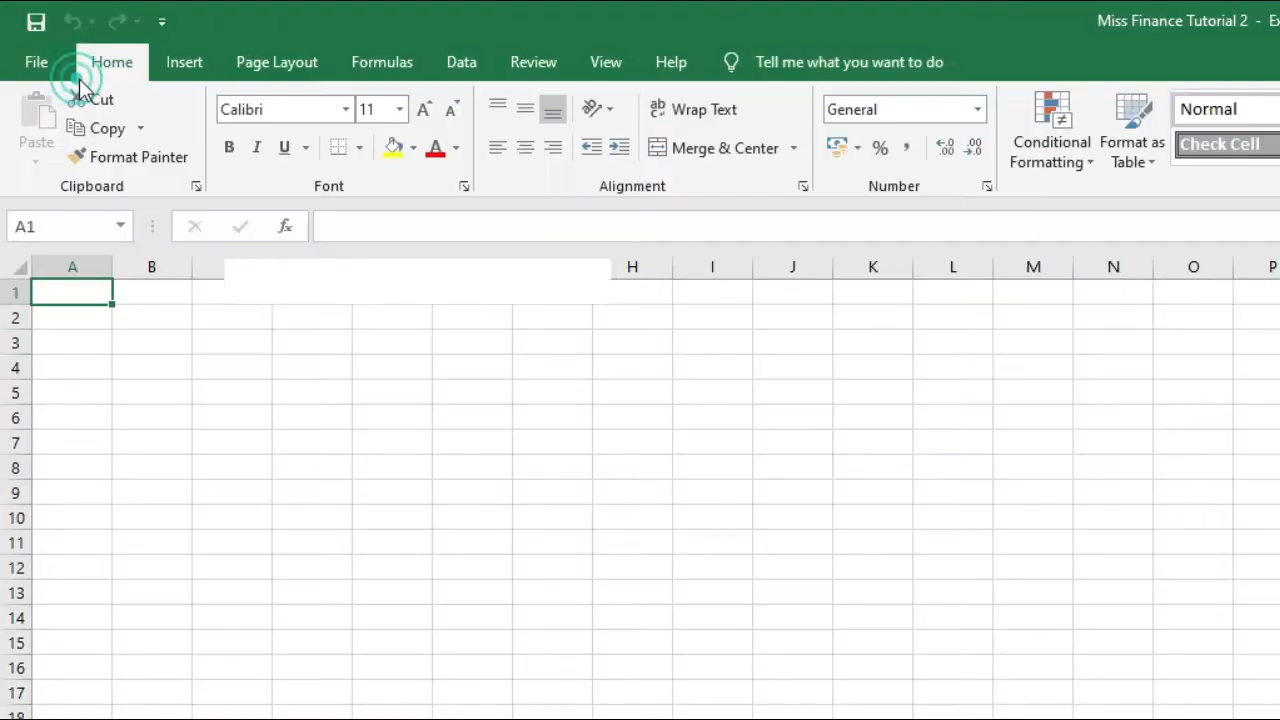 Miss Finance Tutorial 2 -
File Home Insert Page Layout Formulas Data Review View Help Tell me what you want to do
Cut
Copy
Paste
Format Painter
Clipboard
Calibri 11
B I U A
Font
Wrap Text
Merge & Center
Alignment
General
% ,
Number
Conditional Formatting
Format as Table
Normal
Check Cell
A1 fx
A B H I J K L M N O P
1
2
3
4
5
6
7
8
9
10
11
12
13
14
15
16
17
18